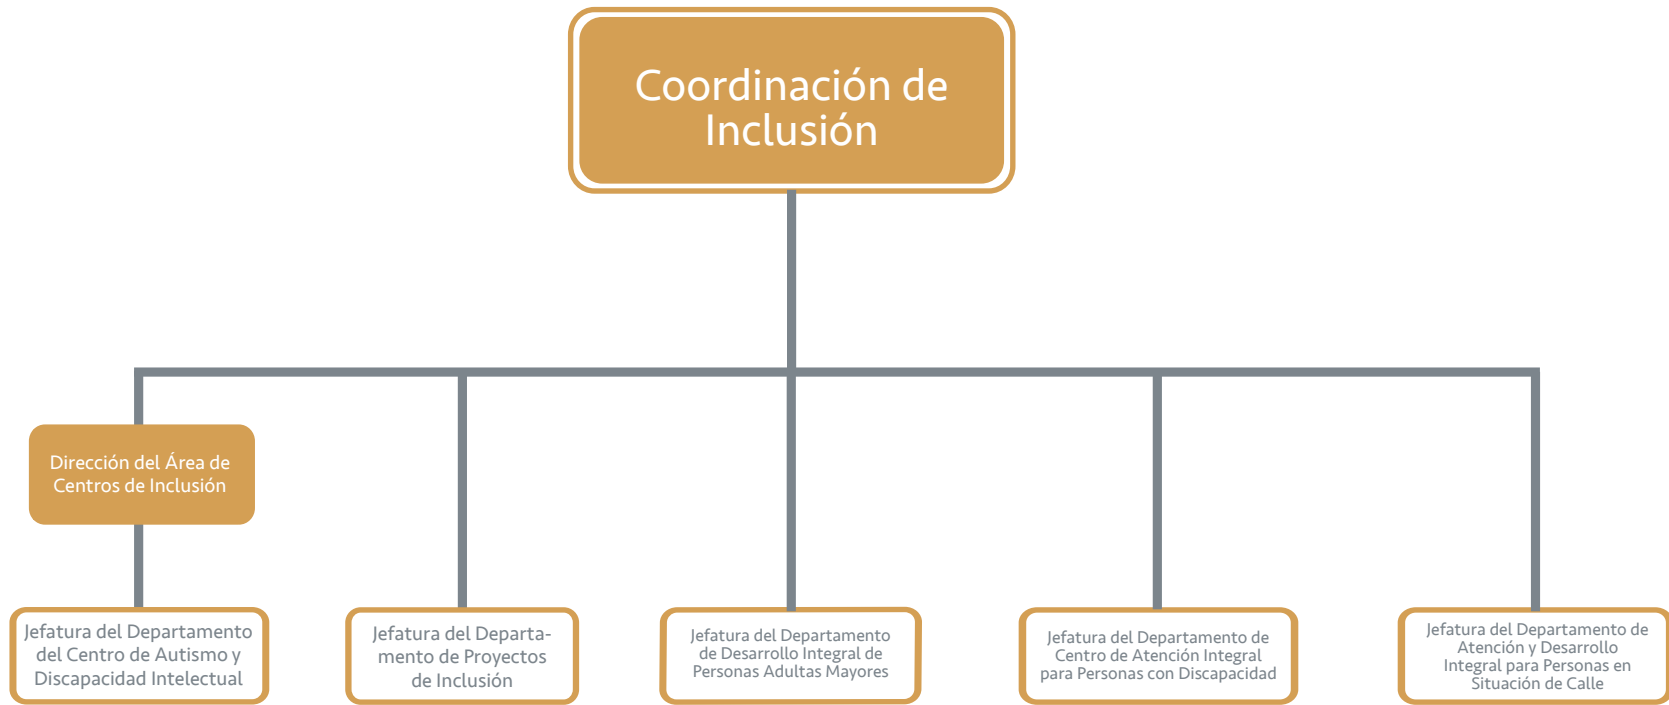 Coordinación de
Inclusión
Dirección del Área de
Centros de Inclusión
Jefatura del Departamento
del Centro de Autismo y
Discapacidad Intelectual
Jefatura del Departa-
mento de Proyectos
de Inclusión
Jefatura del Departamento
de Desarrollo Integral de
Personas Adultas Mayores
Jefatura del Departamento de
Centro de Atención Integral
para Personas con Discapacidad
Jefatura del Departamento de
Atención y Desarrollo
Integral para Personas en
Situación de Calle